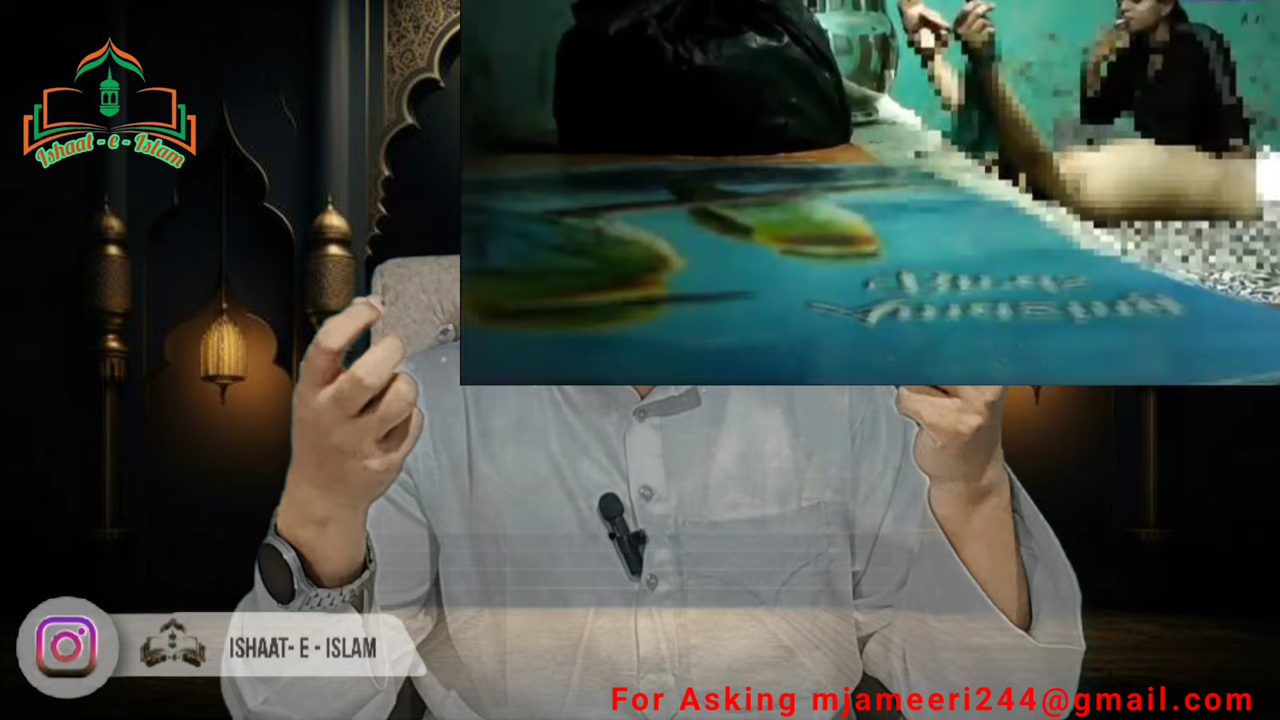 Ishaat - e - Islam
ISHAAT- E - ISLAM
For Asking mjameeri244@gmail.com